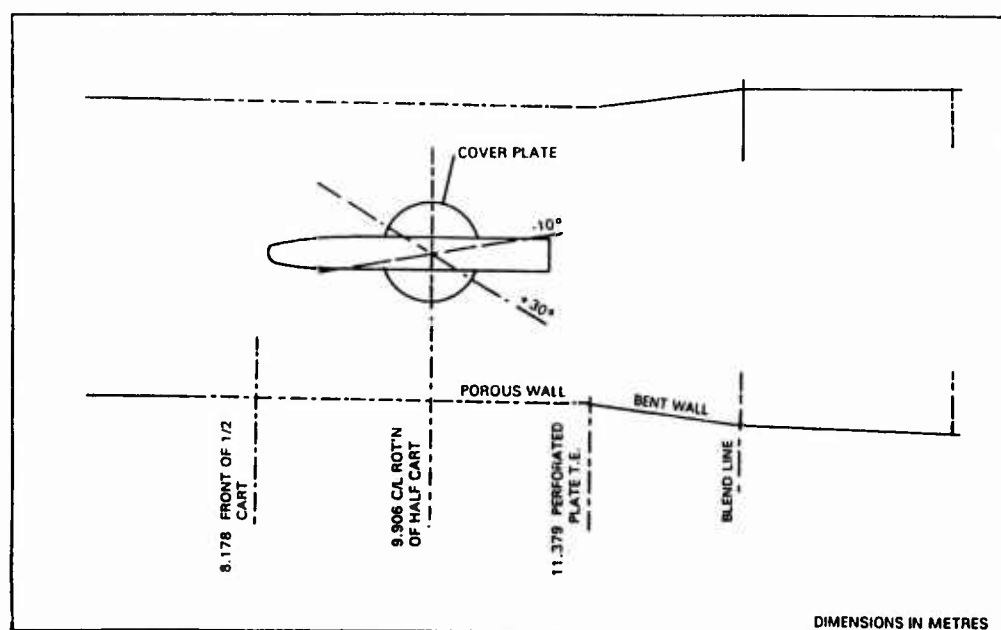 COVER PLATE
-10°
+30°
POROUS WALL
BENT WALL
8.178 FRONT OF 1/2
CART
9.906 C/L ROT'N
OF HALF CART
11.379 PERFORATED
PLATE T.E.
BLEND LINE
DIMENSIONS IN METRES